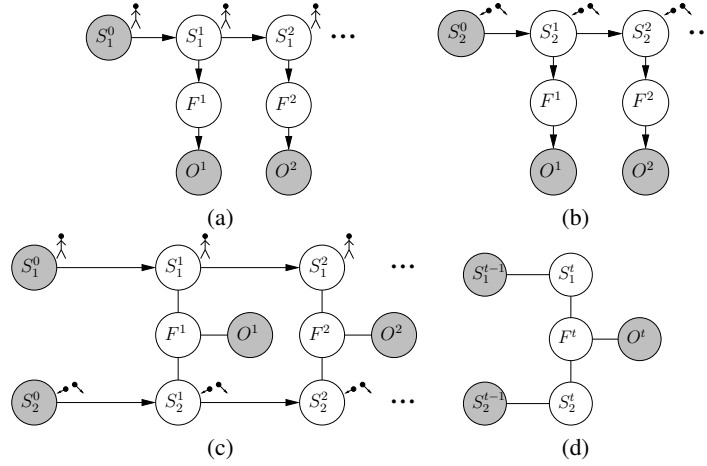 $S_1^0$ $S_1^1$ $S_1^2$ •••
$F^1$ $F^2$
$O^1$ $O^2$
(a)
$S_2^0$ $S_2^1$ $S_2^2$ ••
$F^1$ $F^2$
$O^1$ $O^2$
(b)
$S_1^0$ $S_1^1$ $S_1^2$ •••
$F^1$ $O^1$ $F^2$ $O^2$
$S_2^0$ $S_2^1$ $S_2^2$ •••
(c)
$S_1^{t-1}$ $S_1^t$
$F^t$ $O^t$
$S_2^{t-1}$ $S_2^t$
(d)